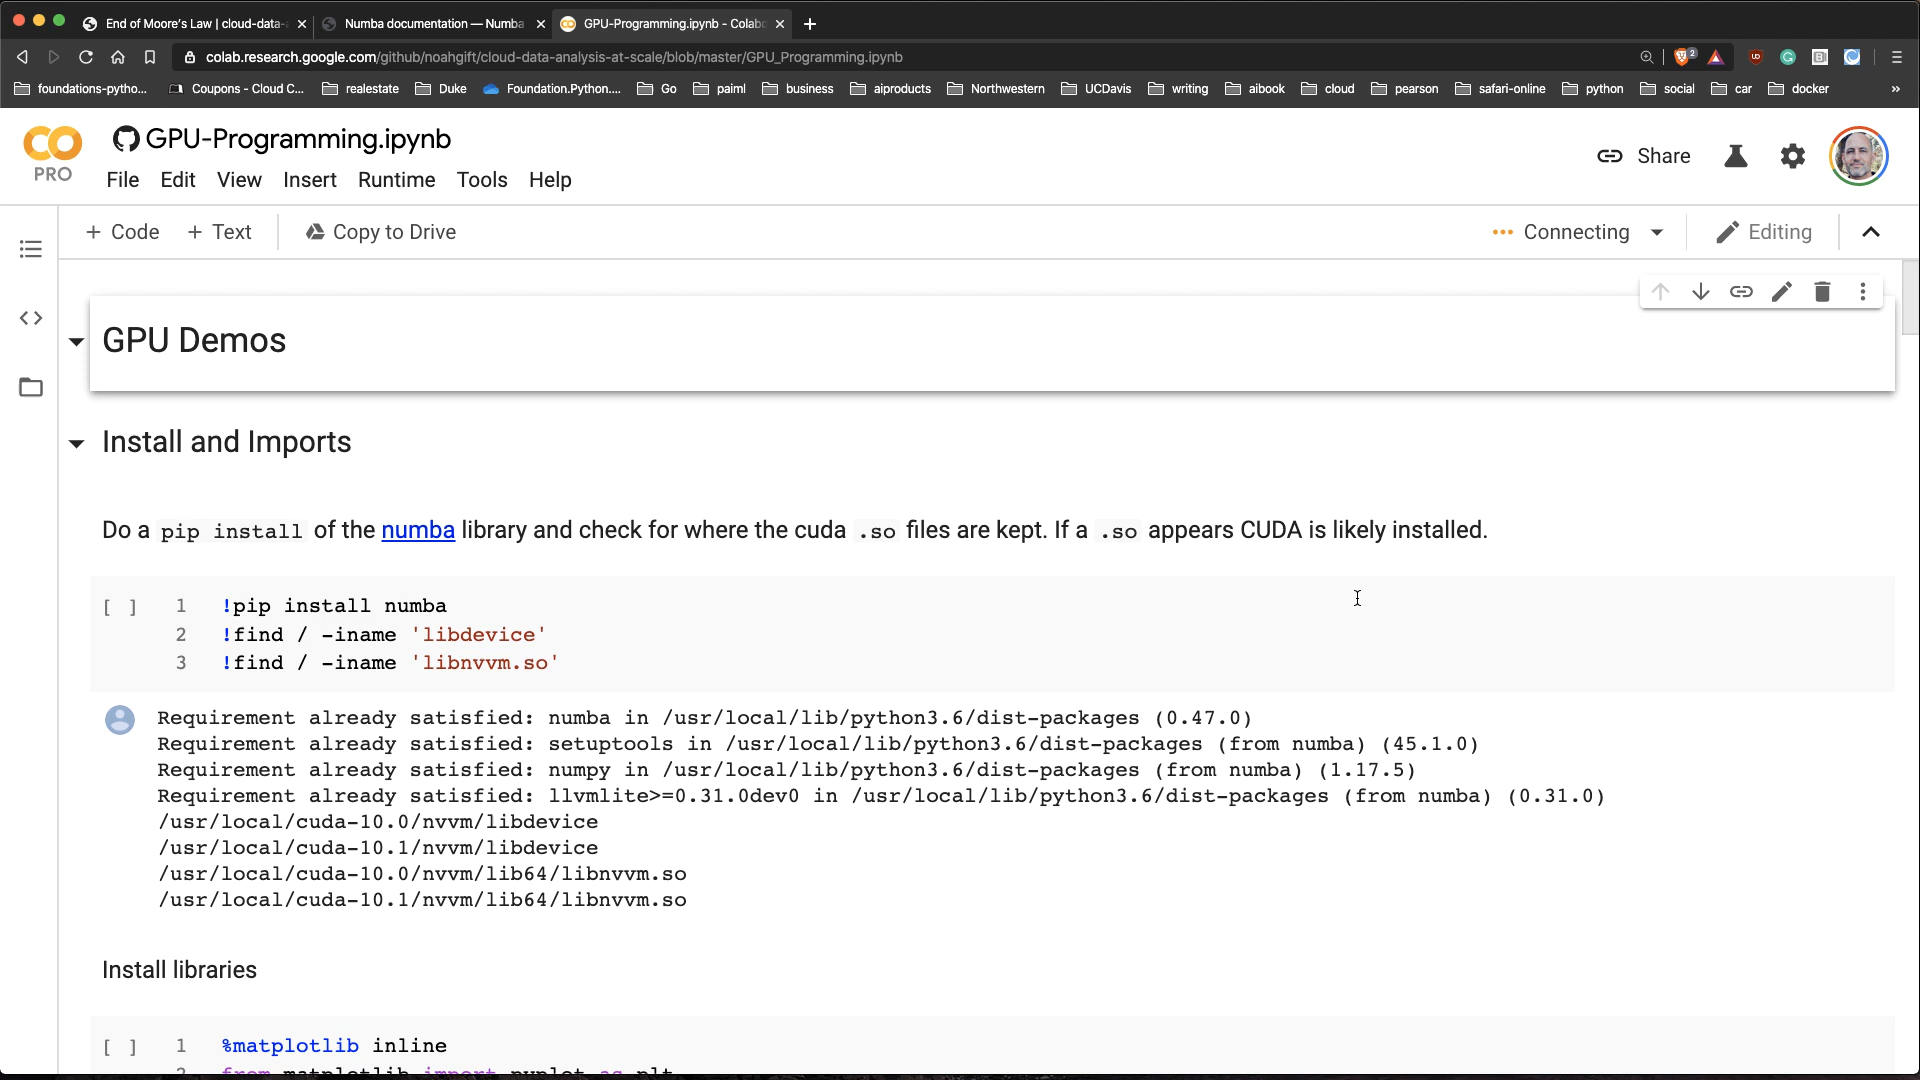 End of Moore's Law | cloud-data-
Numba documentation — Numba
GPU-Programming.ipynb - Colabo
colab.research.google.com/github/noahgift/cloud-data-analysis-at-scale/blob/master/GPU_Programming.ipynb
2
foundations-pytho...
Coupons - Cloud C...
realestate
Duke
Foundation.Python....
Go
paiml
business
aiproducts
Northwestern
UCDavis
writing
aibook
cloud
pearson
safari-online
python
social
car
docker
»
PRO
GPU-Programming.ipynb
File Edit View Insert Runtime Tools Help
Share
+ Code + Text
Copy to Drive
Connecting
Editing
GPU Demos
Install and Imports
Do a pip install of the numba library and check for where the cuda .so files are kept. If a .so appears CUDA is likely installed.
[ ] 1 !pip install numba
2 !find / -iname 'libdevice'
3 !find / -iname 'libnvvm.so'
Requirement already satisfied: numba in /usr/local/lib/python3.6/dist-packages (0.47.0)
Requirement already satisfied: setuptools in /usr/local/lib/python3.6/dist-packages (from numba) (45.1.0)
Requirement already satisfied: numpy in /usr/local/lib/python3.6/dist-packages (from numba) (1.17.5)
Requirement already satisfied: llvmlite>=0.31.0dev0 in /usr/local/lib/python3.6/dist-packages (from numba) (0.31.0)
/usr/local/cuda-10.0/nvvm/libdevice
/usr/local/cuda-10.1/nvvm/libdevice
/usr/local/cuda-10.0/nvvm/lib64/libnvvm.so
/usr/local/cuda-10.1/nvvm/lib64/libnvvm.so
Install libraries
[ ] 1 %matplotlib inline
2 from matplotlib import pyplot as plt